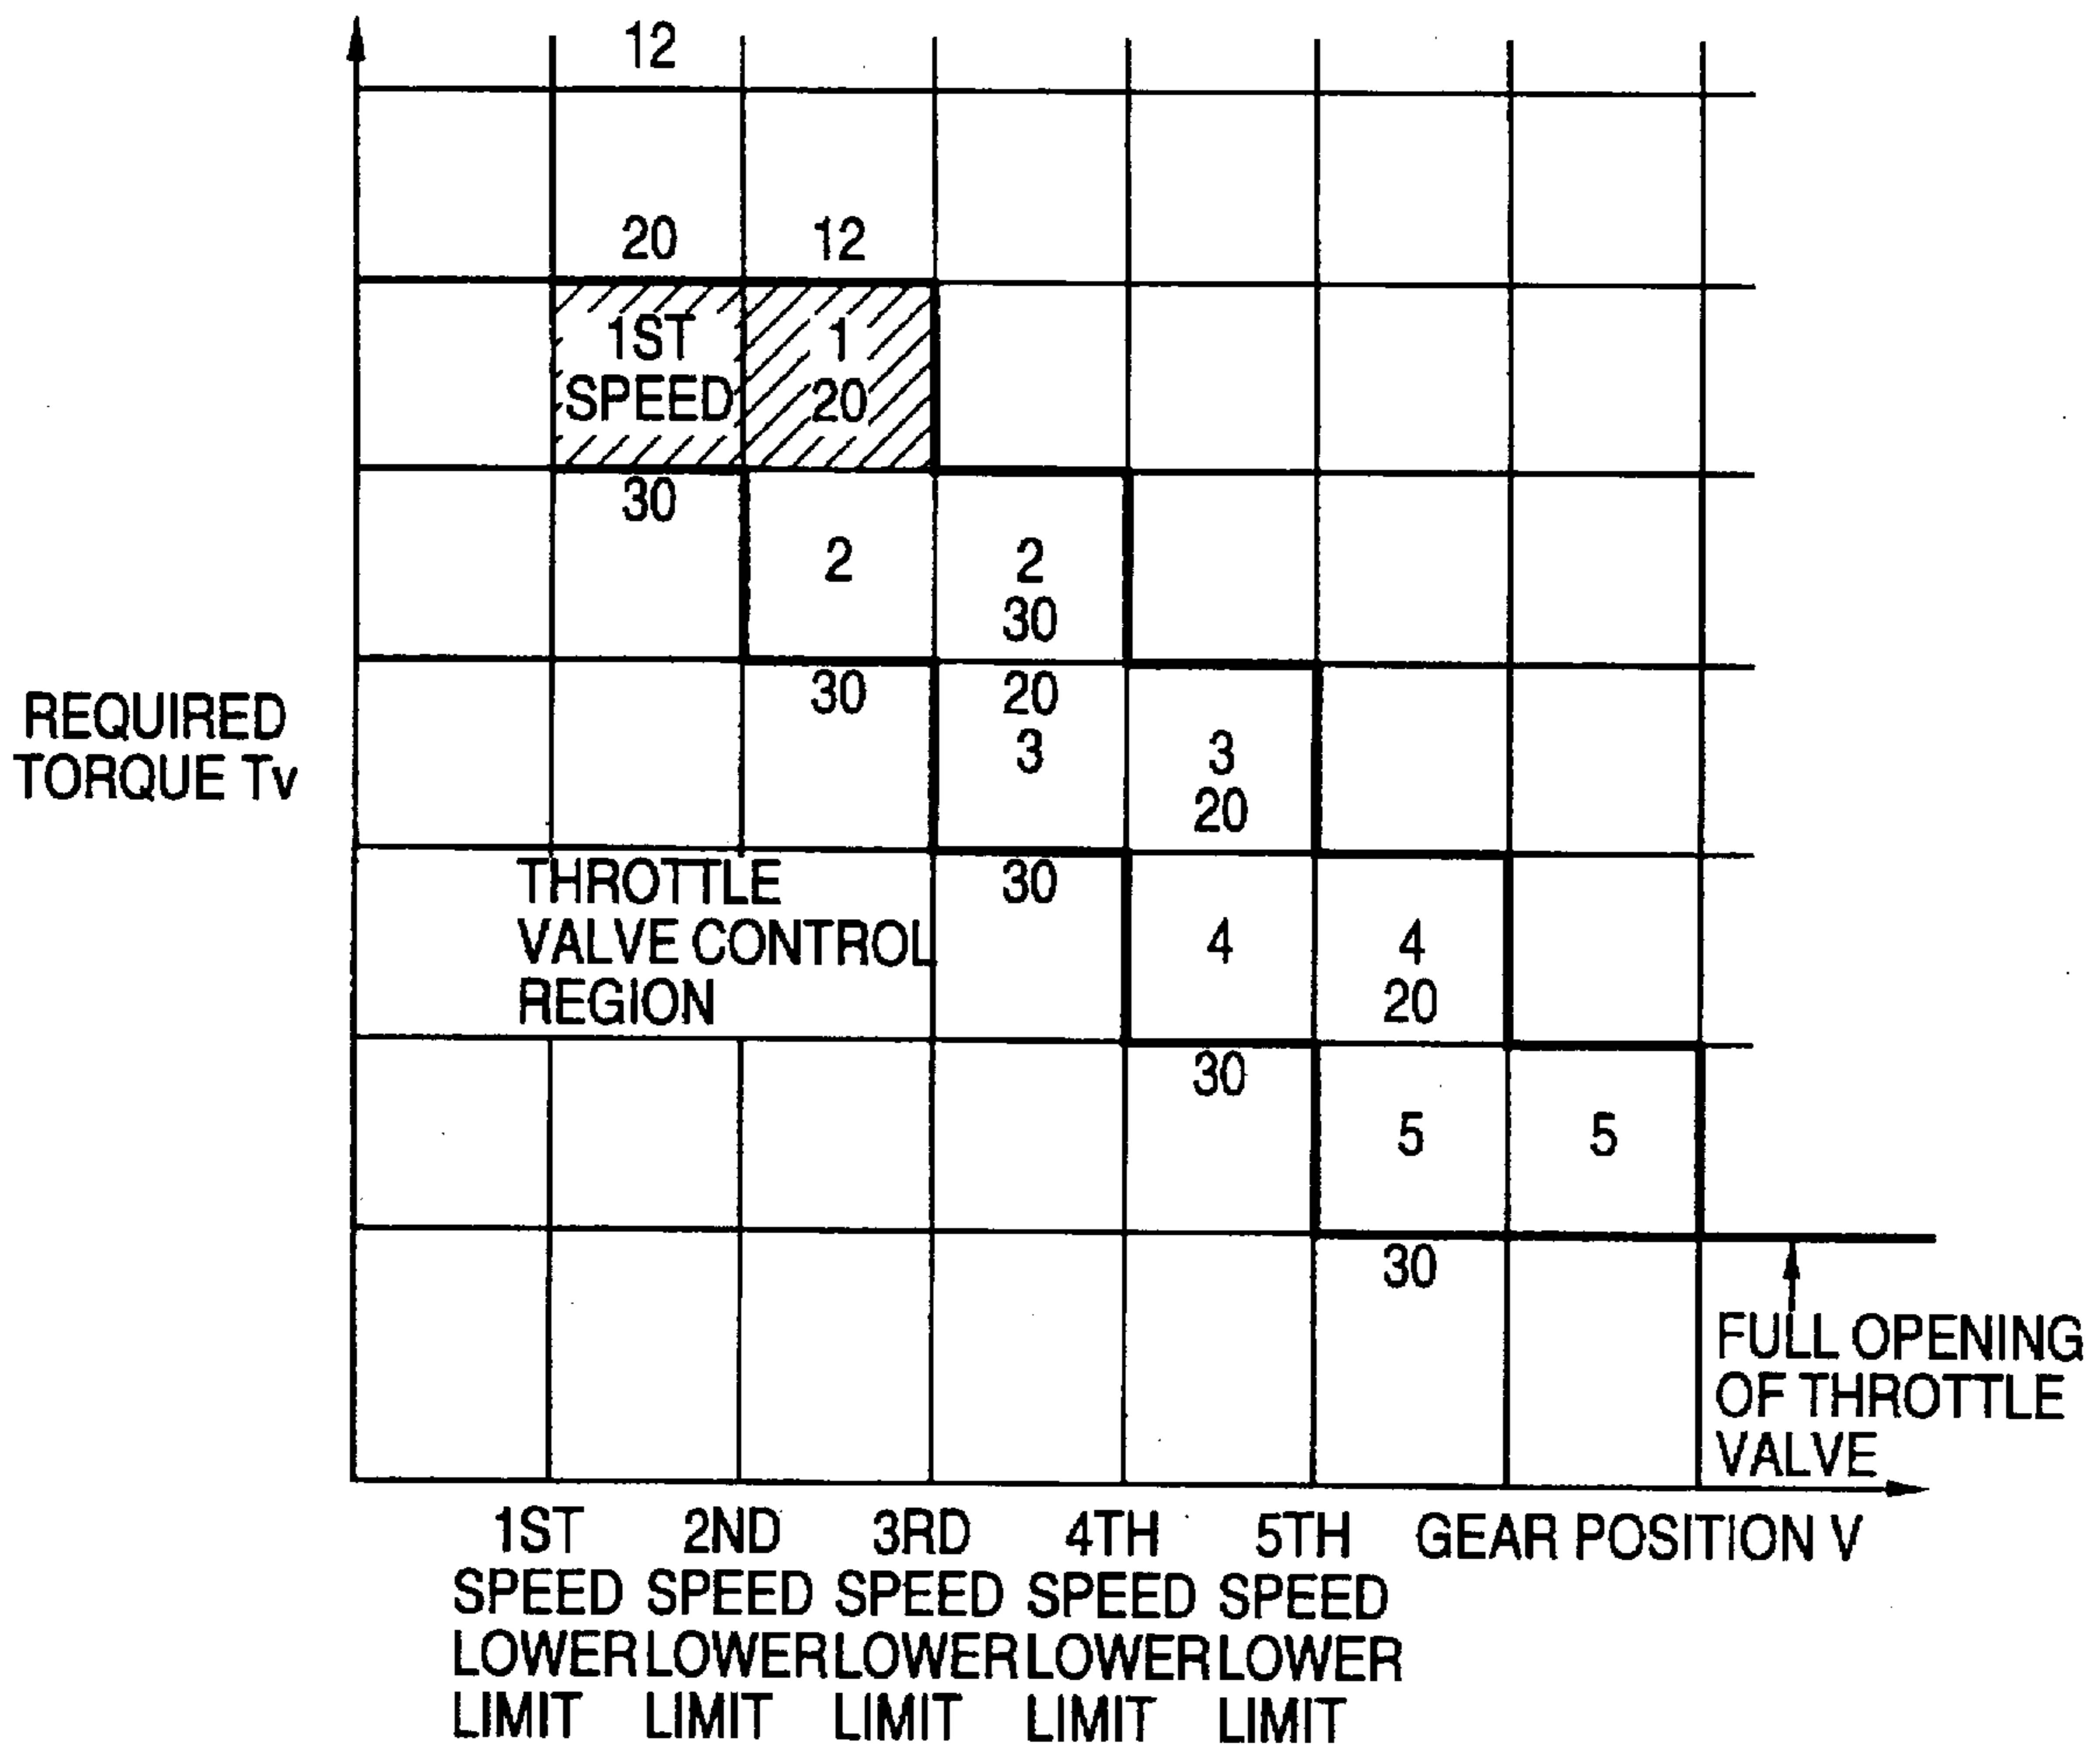 12
20 12
1ST 1
SPEED 20
30
2 2
30
30 20
3 3
20
REQUIRED
TORQUE Tv
THROTTLE
VALVE CONTROL
REGION
30
4 4
20
30
5 5
30
FULL OPENING
OF THROTTLE
VALVE
1ST 2ND 3RD 4TH 5TH GEAR POSITION V
SPEED SPEED SPEED SPEED SPEED
LOWER LOWER LOWER LOWER LOWER
LIMIT LIMIT LIMIT LIMIT LIMIT